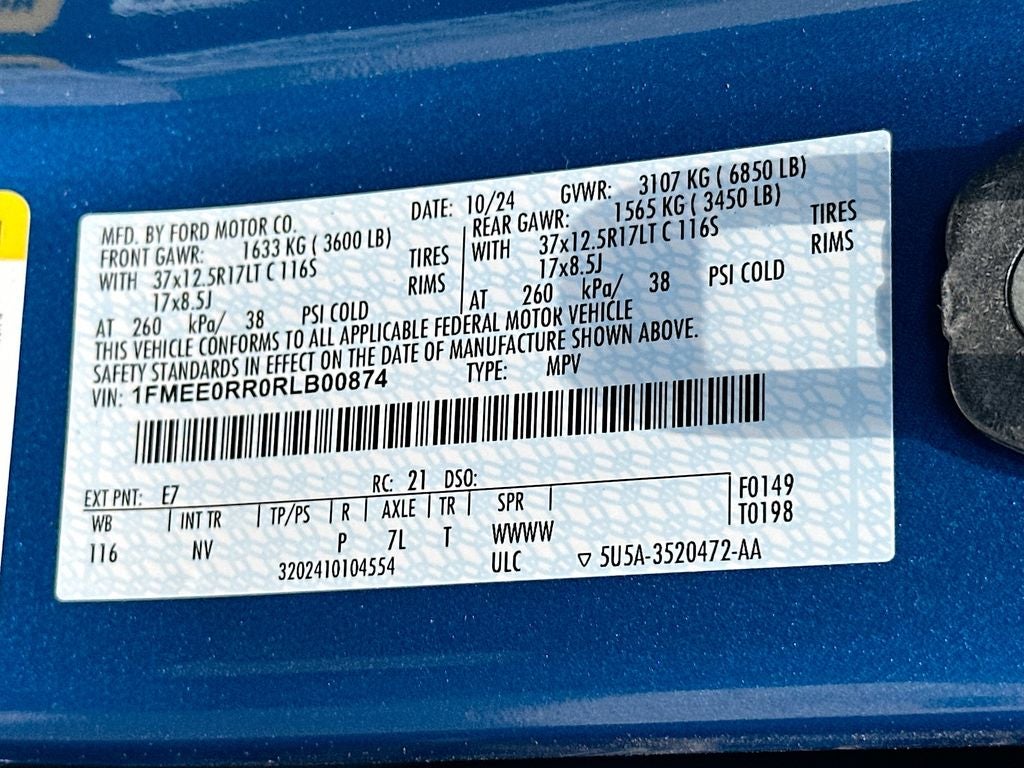 MFD. BY FORD MOTOR CO. DATE: 10/24 GVWR: 3107 KG ( 6850 LB)
FRONT GAWR: 1633 KG ( 3600 LB) REAR GAWR: 1565 KG ( 3450 LB)
WITH 37x12.5R17LT C 116S TIRES WITH 37x12.5R17LT C 116S TIRES
17x8.5J RIMS 17x8.5J RIMS
AT 260 kPa/ 38 PSI COLD AT 260 kPa/ 38 PSI COLD
THIS VEHICLE CONFORMS TO ALL APPLICABLE FEDERAL MOTOR VEHICLE
SAFETY STANDARDS IN EFFECT ON THE DATE OF MANUFACTURE SHOWN ABOVE.
VIN: 1FMEE0RR0RLB00874 TYPE: MPV
EXT PNT: E7 RC: 21 DSO:
WB INT TR TP/PS R AXLE TR SPR F0149
116 NV P 7L T WWWW T0198
3202410104554 ULC ▽ 5U5A-3520472-AA